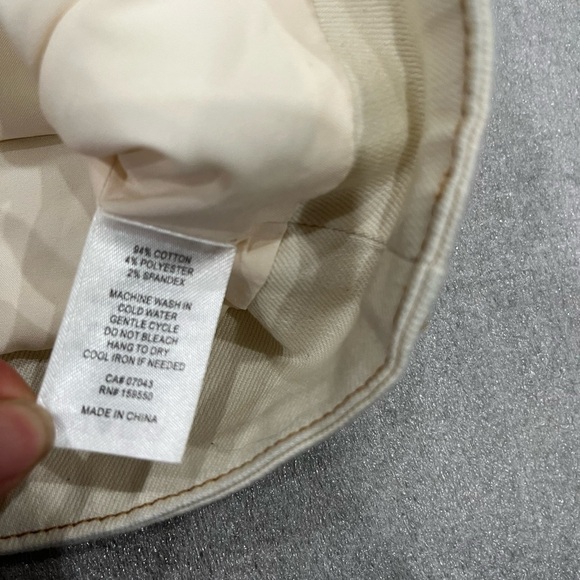 94% COTTON
4% POLYESTER
2% SPANDEX
MACHINE WASH IN
COLD WATER
GENTLE CYCLE
DO NOT BLEACH
HANG TO DRY
COOL IRON IF NEEDED
CA# 07043
RN# 159550
MADE IN CHINA